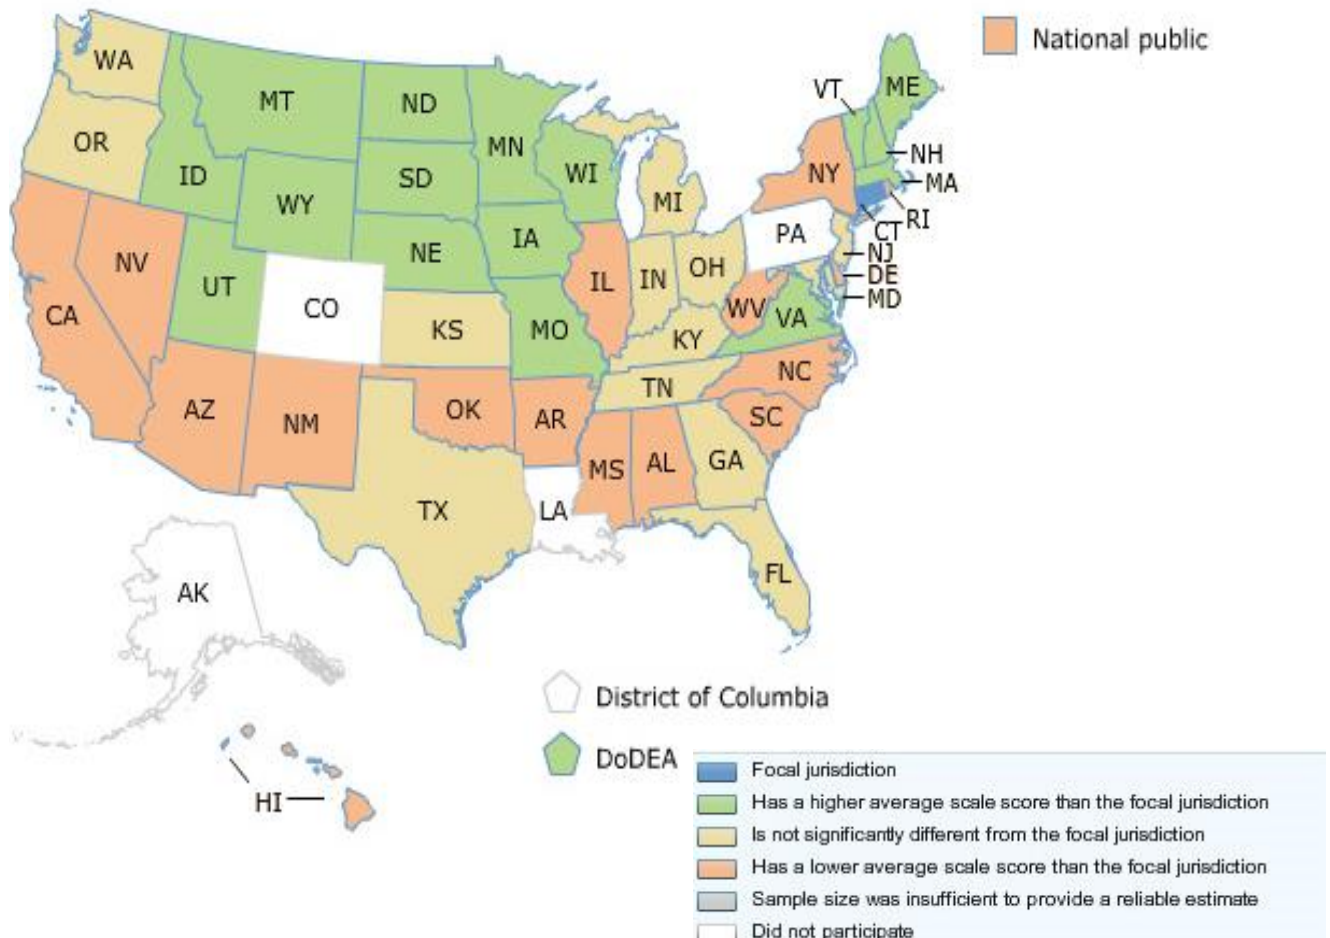 National public
WA
MT
ND
VT
ME
OR
ID
MN
WI
NH
SD
NY
MA
WY
MI
RI
PA
CT
NE
IA
NJ
NV
IL
IN
OH
DE
UT
MD
CO
WV
VA
CA
KS
MO
KY
NC
TN
AZ
OK
AR
SC
NM
MS
AL
GA
TX
LA
FL
AK
District of Columbia
DoDEA
HI
Focal jurisdiction
Has a higher average scale score than the focal jurisdiction
Is not significantly different from the focal jurisdiction
Has a lower average scale score than the focal jurisdiction
Sample size was insufficient to provide a reliable estimate
Did not participate